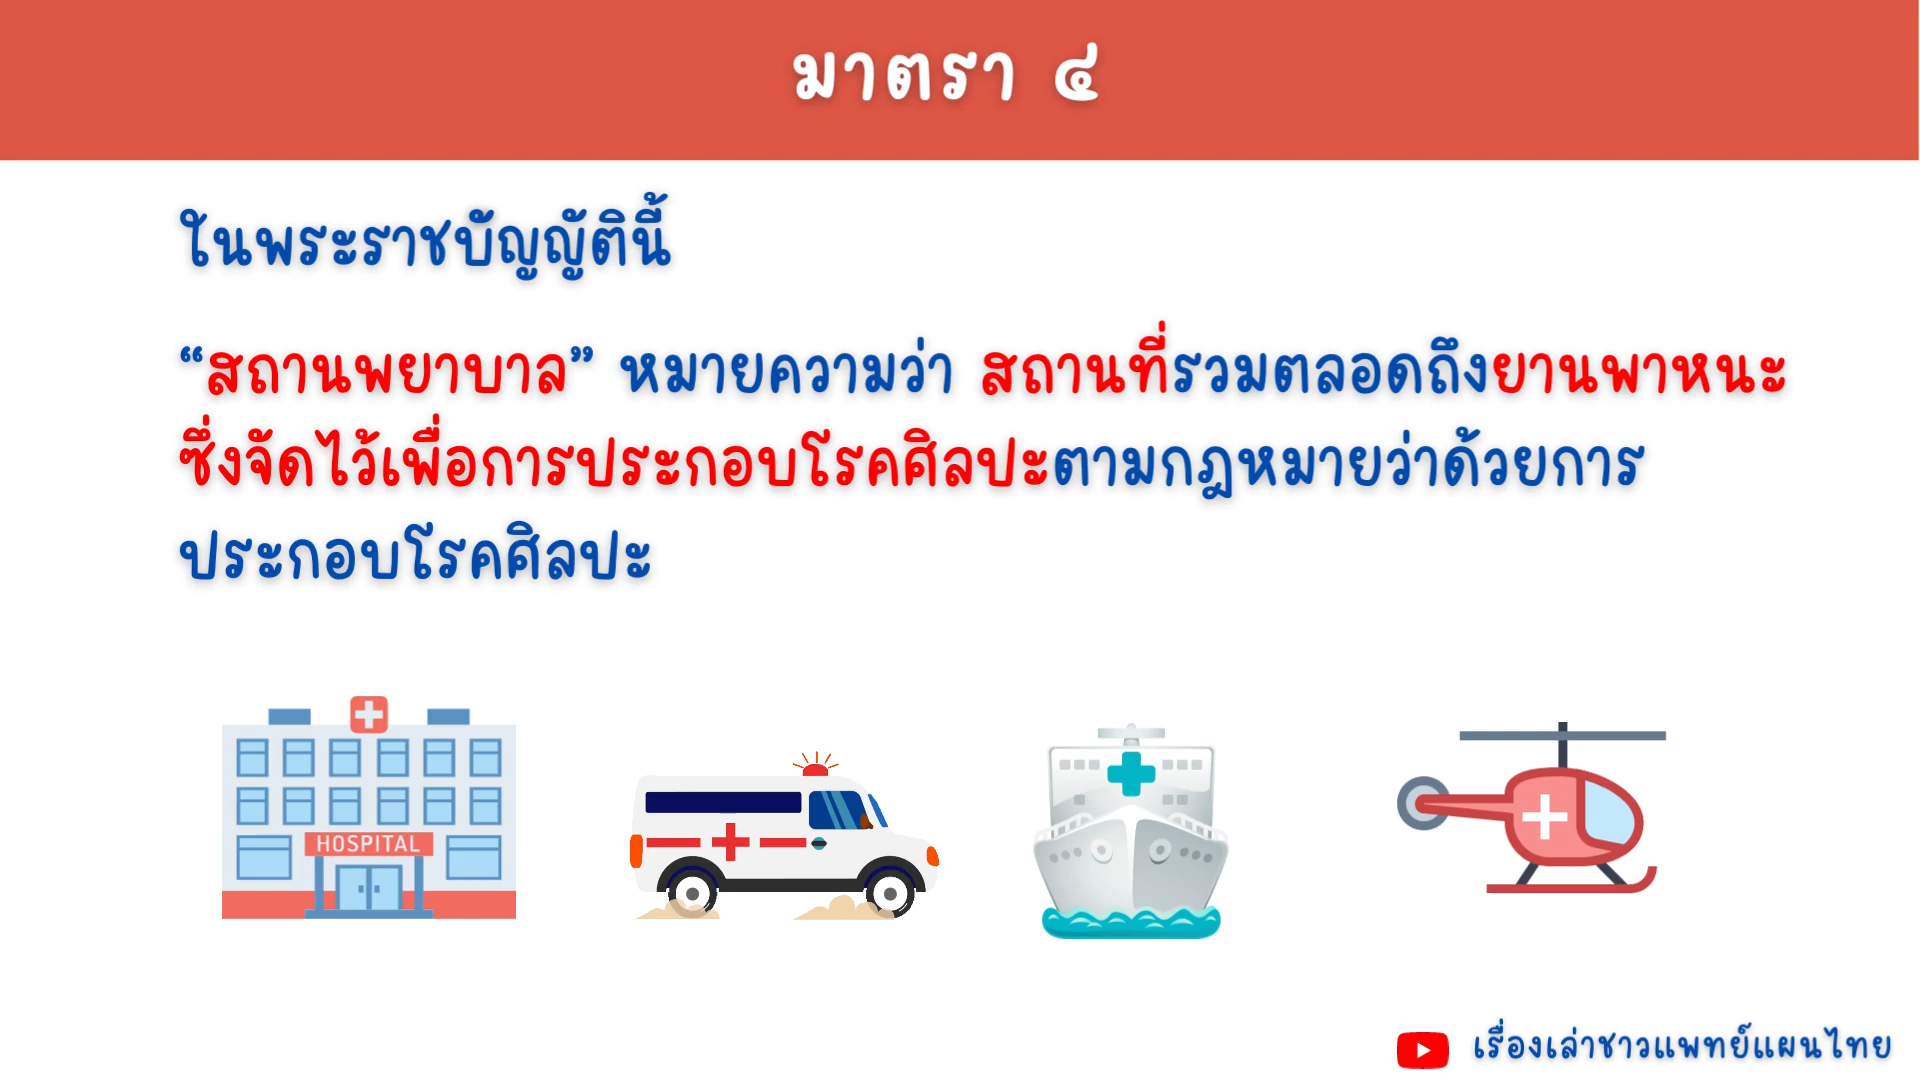 มาตรา ๔
ในพระราชบัญญัตินี้
“สถานพยาบาล” หมายความว่า สถานที่รวมตลอดถึงยานพาหนะ
ซึ่งจัดไว้เพื่อการประกอบโรคศิลปะตามกฎหมายว่าด้วยการ
ประกอบโรคศิลปะ
HOSPITAL
เรื่องเล่าชาวแพทย์แผนไทย